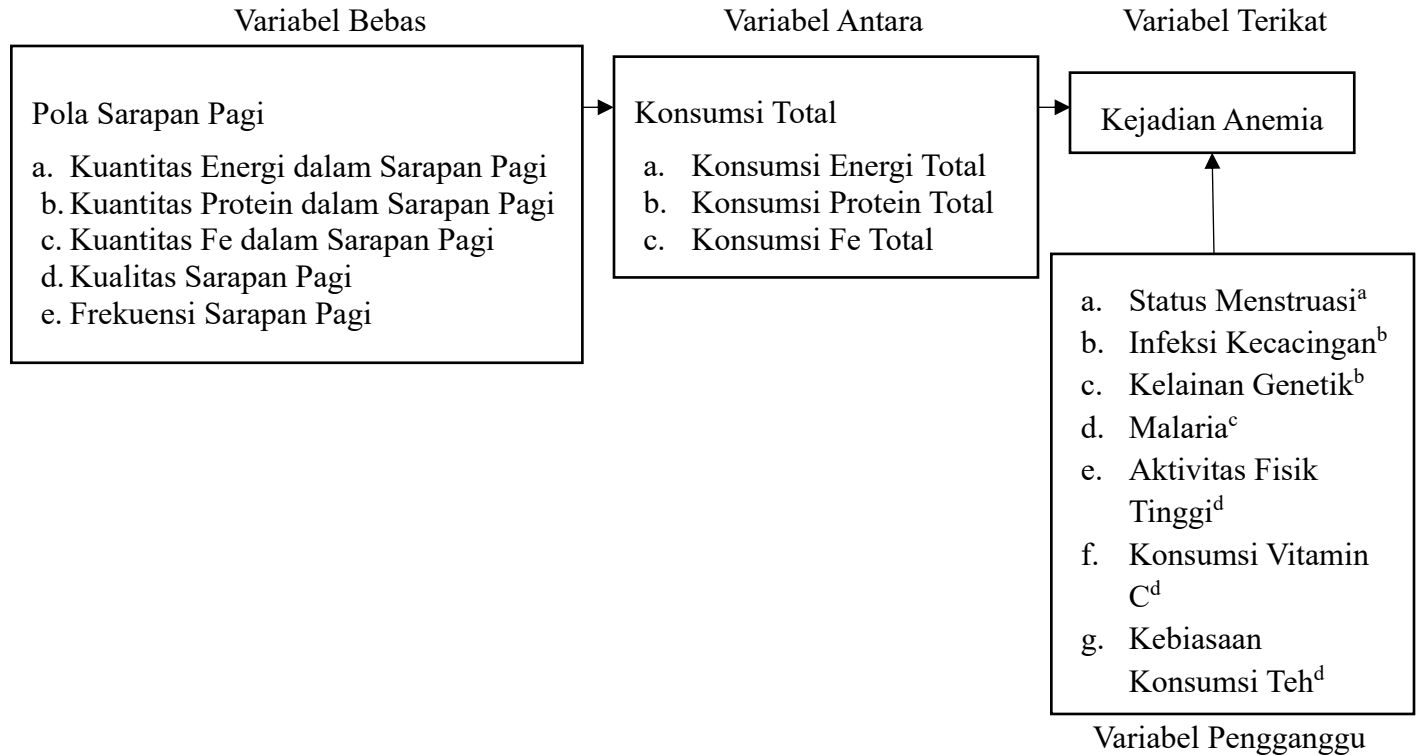 Variabel Bebas
Pola Sarapan Pagi
a. Kuantitas Energi dalam Sarapan Pagi
b. Kuantitas Protein dalam Sarapan Pagi
c. Kuantitas Fe dalam Sarapan Pagi
d. Kualitas Sarapan Pagi
e. Frekuensi Sarapan Pagi
Variabel Antara
Konsumsi Total
a. Konsumsi Energi Total
b. Konsumsi Protein Total
c. Konsumsi Fe Total
Variabel Terikat
Kejadian Anemia
a. Status Menstruasiᵃ
b. Infeksi Kecacinganᵇ
c. Kelainan Genetikᵇ
d. Malariaᶜ
e. Aktivitas Fisik
Tinggiᵈ
f. Konsumsi Vitamin
Cᵈ
g. Kebiasaan
Konsumsi Tehᵈ
Variabel Pengganggu